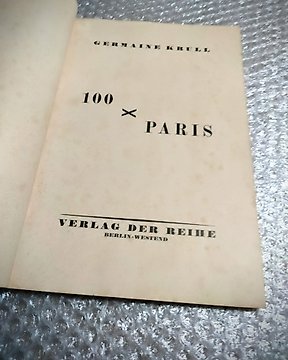 GERMAINE KRULL
100
×
PARIS
VERLAG DER REIHE
BERLIN-WESTEND